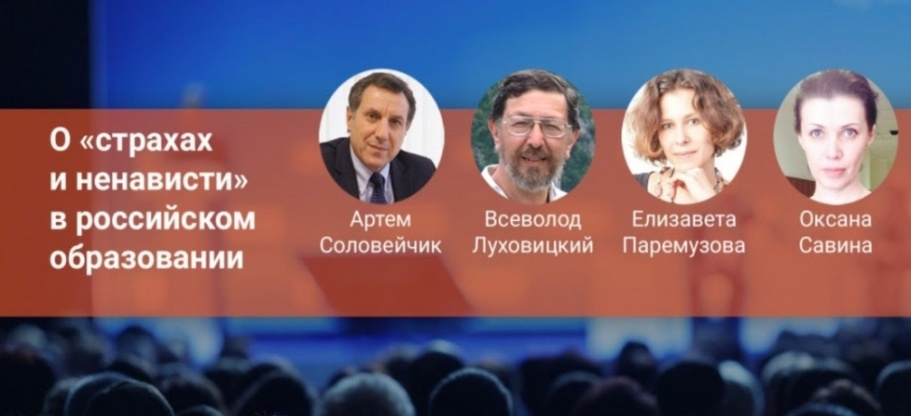 О «страхах
и ненависти»
в российском
образовании
Артем
Соловейчик
Всеволод
Луховицкий
Елизавета
Паремузова
Оксана
Савина